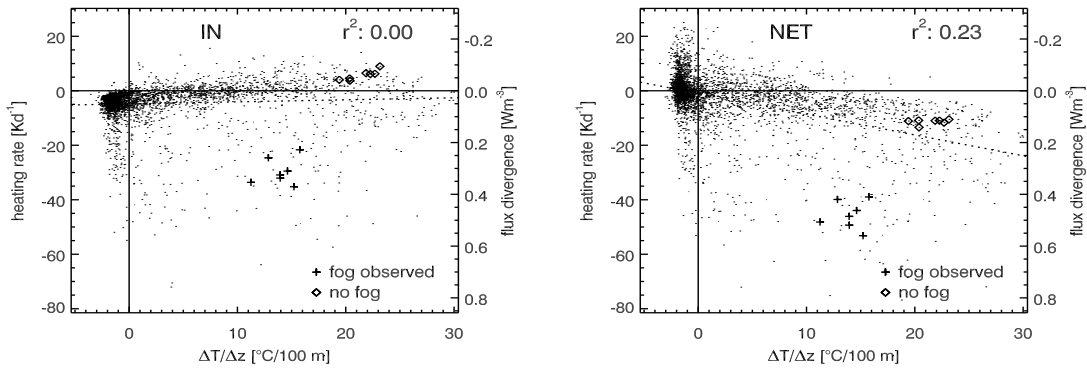 IN
r²: 0.00
20
0
-20
-40
-60
-80
heating rate [Kd⁻¹]
-0.2
0.0
0.2
0.4
0.6
0.8
flux divergence [Wm⁻³]
+ fog observed
◇ no fog
0 10 20 30
ΔT/Δz [°C/100 m]
NET
r²: 0.23
20
0
-20
-40
-60
-80
heating rate [Kd⁻¹]
-0.2
0.0
0.2
0.4
0.6
0.8
flux divergence [Wm⁻³]
+ fog observed
◇ no fog
0 10 20 30
ΔT/Δz [°C/100 m]